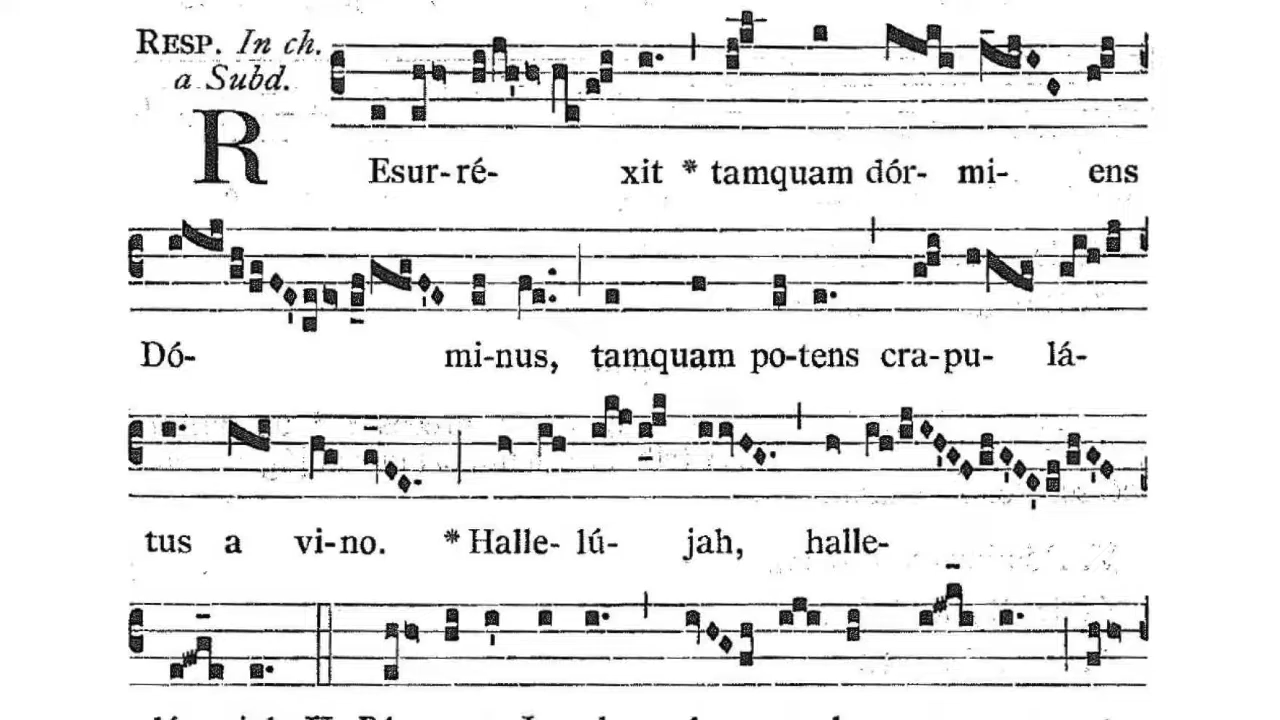 RESP. In ch.
a Subd.
REsur-ré- xit * tamquam dór- mi- ens
Dó- mi-nus, tamquam po-tens cra-pu- lá-
tus a vi-no. * Halle- lú- jah, halle-